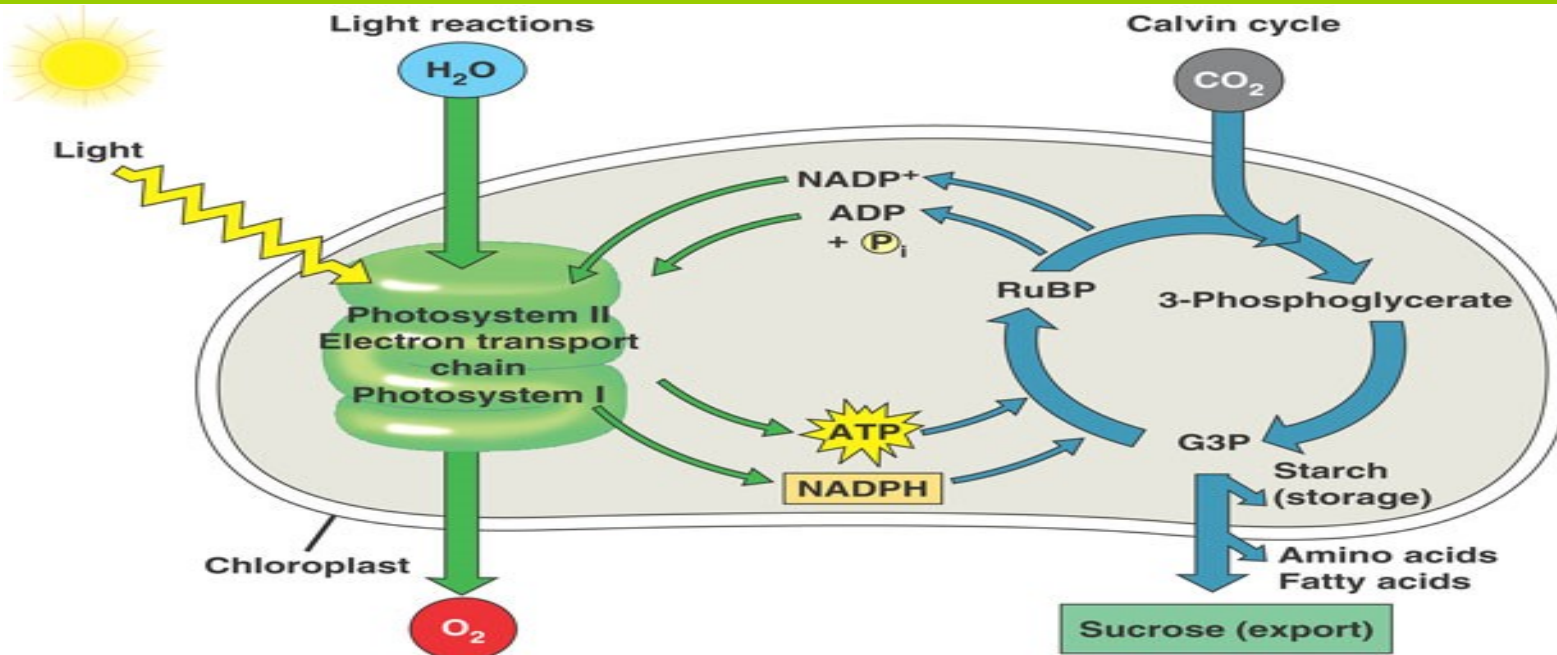 Light reactions
Calvin cycle
H₂O
CO₂
Light
NADP⁺
ADP
+ Pᵢ
RuBP
3-Phosphoglycerate
Photosystem II
Electron transport
chain
Photosystem I
ATP
NADPH
G3P
Starch
(storage)
Chloroplast
Amino acids
Fatty acids
O₂
Sucrose (export)